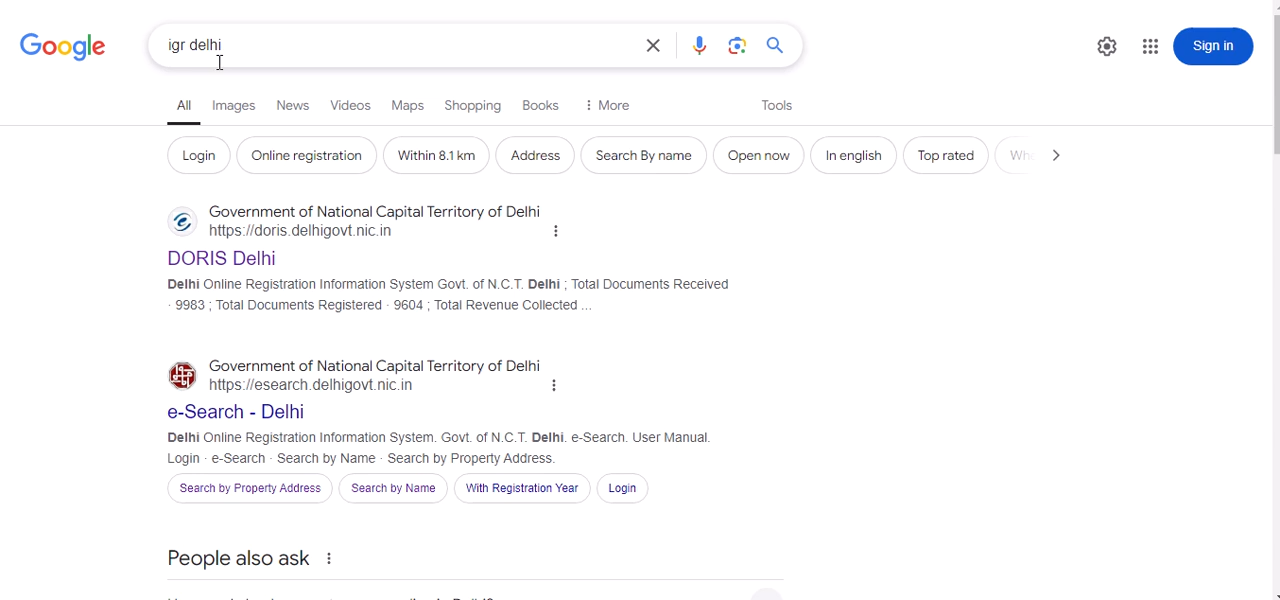 Google
igr delhi
Sign in
All Images News Videos Maps Shopping Books More Tools
Login Online registration Within 8.1 km Address Search By name Open now In english Top rated
Government of National Capital Territory of Delhi
https://doris.delhigovt.nic.in
DORIS Delhi
Delhi Online Registration Information System Govt. of N.C.T. Delhi ; Total Documents Received
· 9983 ; Total Documents Registered · 9604 ; Total Revenue Collected ...
Government of National Capital Territory of Delhi
https://esearch.delhigovt.nic.in
e-Search - Delhi
Delhi Online Registration Information System. Govt. of N.C.T. Delhi. e-Search. User Manual.
Login · e-Search · Search by Name · Search by Property Address.
Search by Property Address Search by Name With Registration Year Login
People also ask